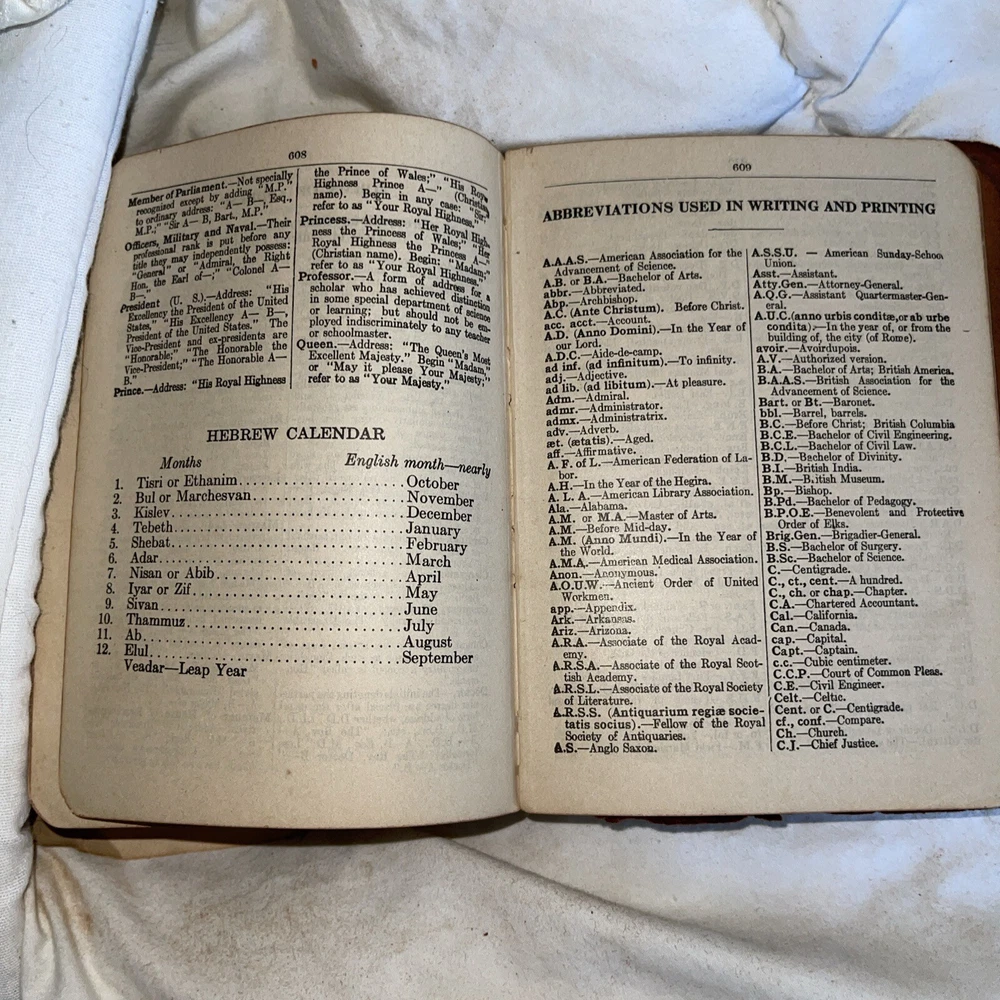 608
Member of Parliament.—Not specially
recognized except by adding "M.P."
to ordinary address: "A— B—, Esq.,
M.P.;" "Sir A— B, Bart., M.P."
Officers, Military and Naval.—Their
professional rank is put before any
title they may independently possess:
"General" or "Admiral, the Right
Hon. the Earl of—;" "Colonel A—
B—."
President (U. S.).—Address: "His
Excellency the President of the United
States," "His Excellency A— B—,
President of the United States." The
Vice-President and ex-presidents are
"Honorable;" "The Honorable the
Vice-President;" "The Honorable A—
B."
Prince.—Address: "His Royal Highness
the Prince of Wales;" "His Roy-
Highness Prince A—" (Christian
name). Begin in any case: "Sir,"
refer to as "Your Royal Highness."
Princess.—Address: "Her Royal High-
ness the Princess of Wales;" "Her
Royal Highness the Princess A—"
(Christian name). Begin: "Madam;"
refer to as "Your Royal Highness."
Professor.—A form of address for a
scholar who has achieved distinction
in some special department of science
or learning; but should not be em-
ployed indiscriminately to any teacher
or schoolmaster.
Queen.—Address: "The Queen's Most
Excellent Majesty." Begin "Madam,"
or "May it please Your Majesty;"
refer to as "Your Majesty."
HEBREW CALENDAR
Months English month—nearly
1. Tisri or Ethanim October
2. Bul or Marchesvan November
3. Kislev December
4. Tebeth January
5. Shebat February
6. Adar March
7. Nisan or Abib April
8. Iyar or Zif May
9. Sivan June
10. Thammuz July
11. Ab August
12. Elul September
Veadar—Leap Year
609
ABBREVIATIONS USED IN WRITING AND PRINTING
A.A.A.S.—American Association for the
Advancement of Science.
A.B. or B.A.—Bachelor of Arts.
abbr.—Abbreviated.
Abp.—Archbishop.
A.C. (Ante Christum). Before Christ.
acc. acct.—Account.
A.D. (Anno Domini).—In the Year of
our Lord.
A.D.C.—Aide-de-camp.
ad inf. (ad infinitum).—To infinity.
adj.—Adjective.
ad lib. (ad libitum).—At pleasure.
Adm.—Admiral.
admr.—Administrator.
admx.—Administratrix.
adv.—Adverb.
æt. (ætatis).—Aged.
aff.—Affirmative.
A. F. of L.—American Federation of La-
bor.
A.H.—In the Year of the Hegira.
A. L. A.—American Library Association.
Ala.—Alabama.
A.M. or M.A.—Master of Arts.
A.M.—Before Mid-day.
A.M. (Anno Mundi).—In the Year of
the World.
A.M.A.—American Medical Association.
Anon.—Anonymous.
A.O.U.W.—Ancient Order of United
Workmen.
app.—Appendix.
Ark.—Arkansas.
Ariz.—Arizona.
A.R.A.—Associate of the Royal Acad-
emy.
A.R.S.A.—Associate of the Royal Scot-
tish Academy.
A.R.S.L.—Associate of the Royal Society
of Literature.
A.R.S.S. (Antiquarium regiæ socie-
tatis socius).—Fellow of the Royal
Society of Antiquaries.
A.S.—Anglo Saxon.
A.S.S.U. — American Sunday-School
Union.
Asst.—Assistant.
Atty.Gen.—Attorney-General.
A.Q.G.—Assistant Quartermaster-Gen-
eral.
A.U.C.(anno urbis conditæ,or ab urbe
condita).—In the year of, or from the
building of, the city (of Rome).
avoir.—Avoirdupois.
A.V.—Authorized version.
B.A.—Bachelor of Arts; British America.
B.A.A.S.—British Association for the
Advancement of Science.
Bart. or Bt.—Baronet.
bbl.—Barrel, barrels.
B.C.—Before Christ; British Columbia
B.C.E.—Bachelor of Civil Engineering.
B.C.L.—Bachelor of Civil Law.
B.D.—Bachelor of Divinity.
B.I.—British India.
B.M.—British Museum.
Bp.—Bishop.
B.Pd.—Bachelor of Pedagogy.
B.P.O.E.—Benevolent and Protective
Order of Elks.
Brig.Gen.—Brigadier-General.
B.S.—Bachelor of Surgery.
B.Sc.—Bachelor of Science.
C.—Centigrade.
C., ct., cent.—A hundred.
C., ch. or chap.—Chapter.
C.A.—Chartered Accountant.
Cal.—California.
Can.—Canada.
cap.—Capital.
Capt.—Captain.
c.c.—Cubic centimeter.
C.C.P.—Court of Common Pleas.
C.E.—Civil Engineer.
Celt.—Celtic.
Cent. or C.—Centigrade.
cf., conf.—Compare.
Ch.—Church.
C.J.—Chief Justice.